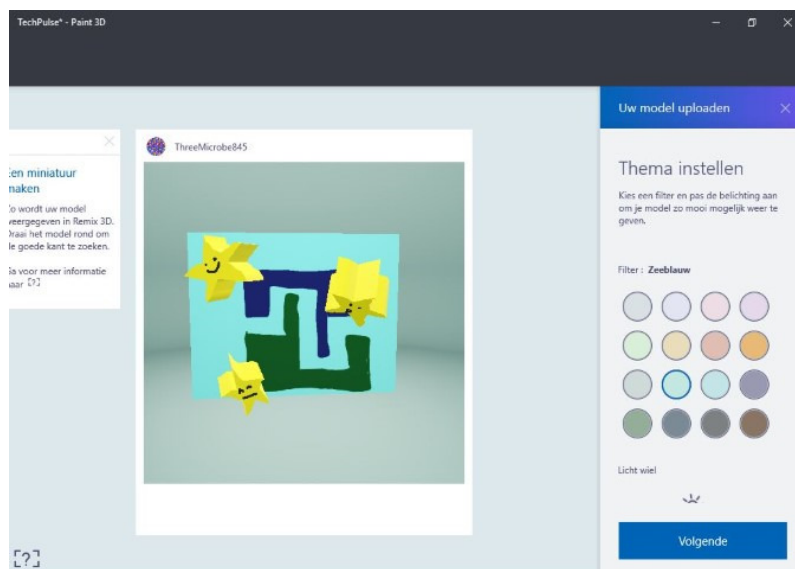 TechPulse* - Paint 3D
Uw model uploaden
ThreeMicrobe845
Een miniatuur
maken
Zo wordt uw model
weergegeven in Remix 3D.
Draai het model rond om
de goede kant te zoeken.
Ga voor meer informatie
naar [?]
Thema instellen
Kies een filter en pas de belichting aan
om je model zo mooi mogelijk weer te
geven.
Filter : Zeeblauw
Licht wiel
Volgende
[?]